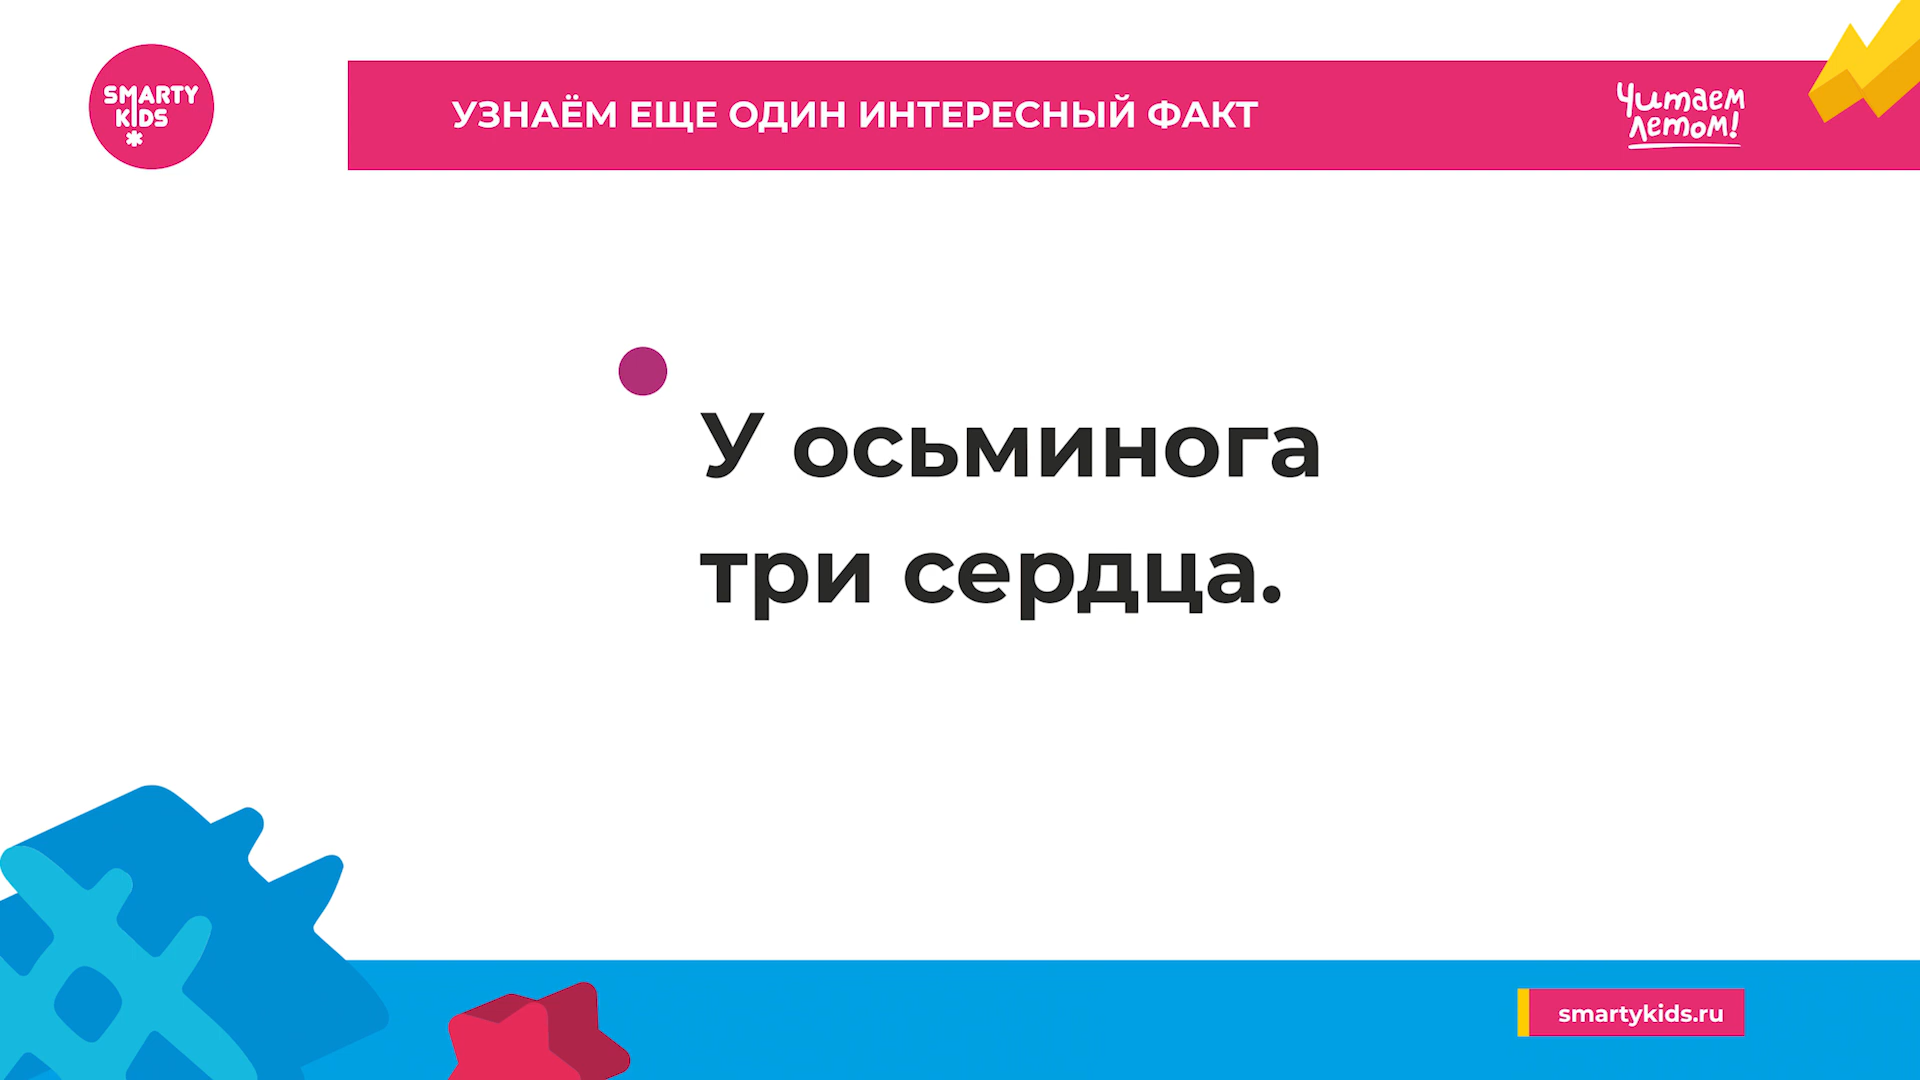 SMARTY
KIDS
УЗНАЁМ ЕЩЕ ОДИН ИНТЕРЕСНЫЙ ФАКТ
Читаем
летом!
У осьминога
три сердца.
smartykids.ru